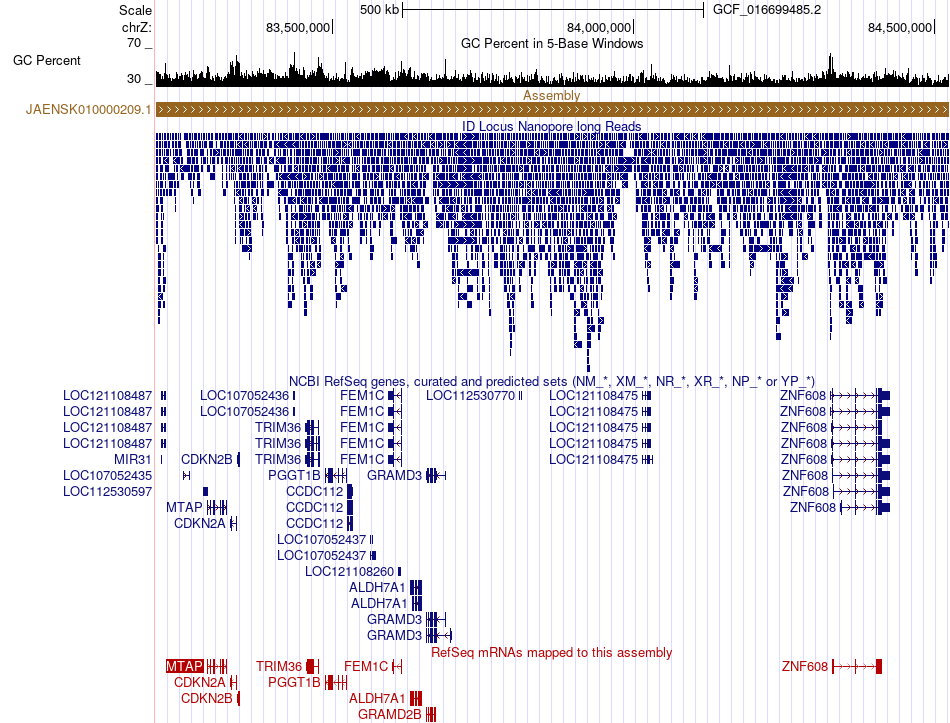 Scale 500 kb GCF_016699485.2
chrZ: 83,500,000 84,000,000 84,500,000
70 _ GC Percent in 5-Base Windows
GC Percent
30 _
Assembly
JAENSK010000209.1
ID Locus Nanopore long Reads
NCBI RefSeq genes, curated and predicted sets (NM_*, XM_*, NR_*, XR_*, NP_* or YP_*)
LOC121108487 LOC107052436 FEM1C LOC112530770 LOC121108475 ZNF608
LOC121108487 LOC107052436 FEM1C LOC121108475 ZNF608
LOC121108487 TRIM36 FEM1C LOC121108475 ZNF608
LOC121108487 TRIM36 FEM1C LOC121108475 ZNF608
MIR31 CDKN2B TRIM36 FEM1C LOC121108475 ZNF608
LOC107052435 PGGT1B GRAMD3 ZNF608
LOC112530597 CCDC112 ZNF608
MTAP CCDC112 ZNF608
CDKN2A CCDC112
LOC107052437
LOC107052437
LOC121108260
ALDH7A1
ALDH7A1
GRAMD3
GRAMD3
RefSeq mRNAs mapped to this assembly
MTAP TRIM36 FEM1C ZNF608
CDKN2A PGGT1B
CDKN2B ALDH7A1
GRAMD2B